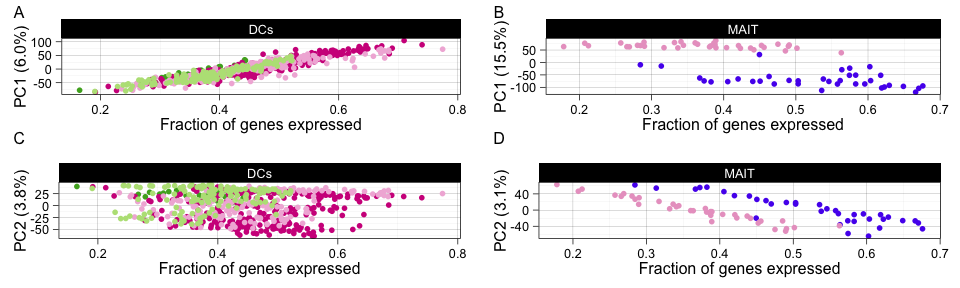 A
DCs
PC1 (6.0%)
100
50
0
-50
0.2
0.4
0.6
0.8
Fraction of genes expressed
B
MAIT
PC1 (15.5%)
50
0
-50
-100
0.2
0.3
0.4
0.5
0.6
0.7
Fraction of genes expressed
C
DCs
PC2 (3.8%)
25
0
-25
-50
0.2
0.4
0.6
0.8
Fraction of genes expressed
D
MAIT
PC2 (3.1%)
40
0
-40
0.2
0.3
0.4
0.5
0.6
0.7
Fraction of genes expressed